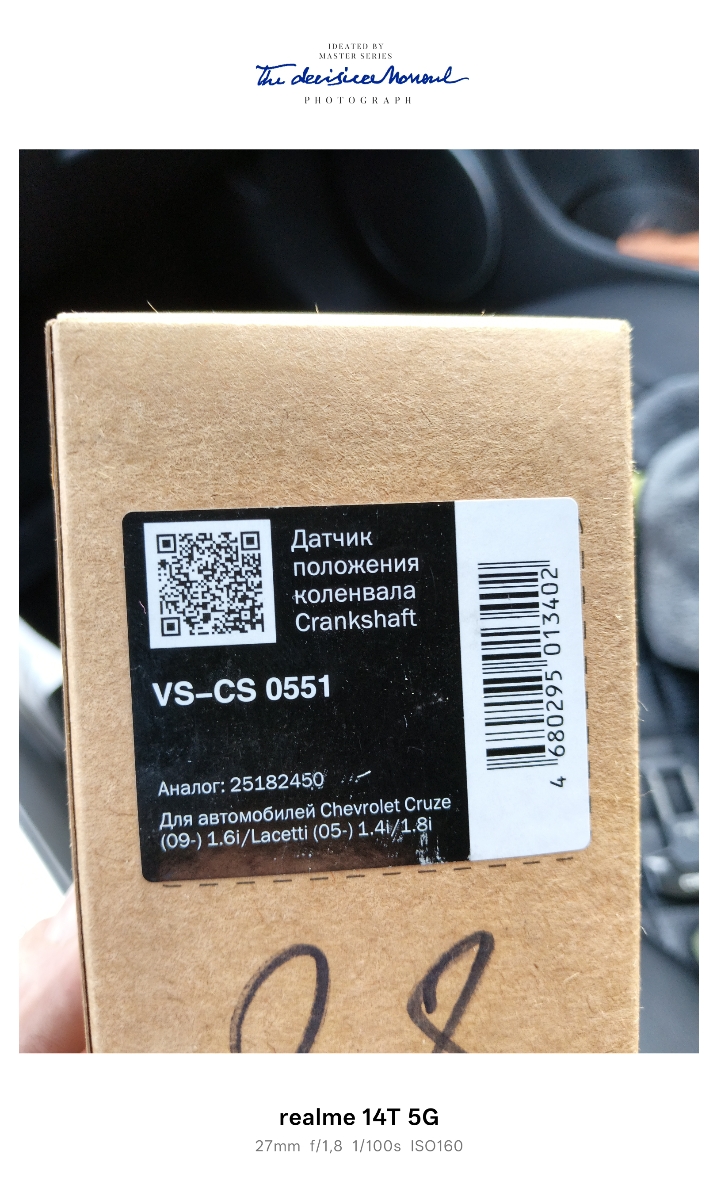 IDEATED BY
MASTER SERIES
PHOTOGRAPH
Датчик
положения
коленвала
Crankshaft
VS–CS 0551
Аналог: 25182450
Для автомобилей Chevrolet Cruze
(09-) 1.6i/Lacetti (05-) 1.4i/1.8i
4 680295 013402
realme 14T 5G
27mm f/1,8 1/100s ISO160